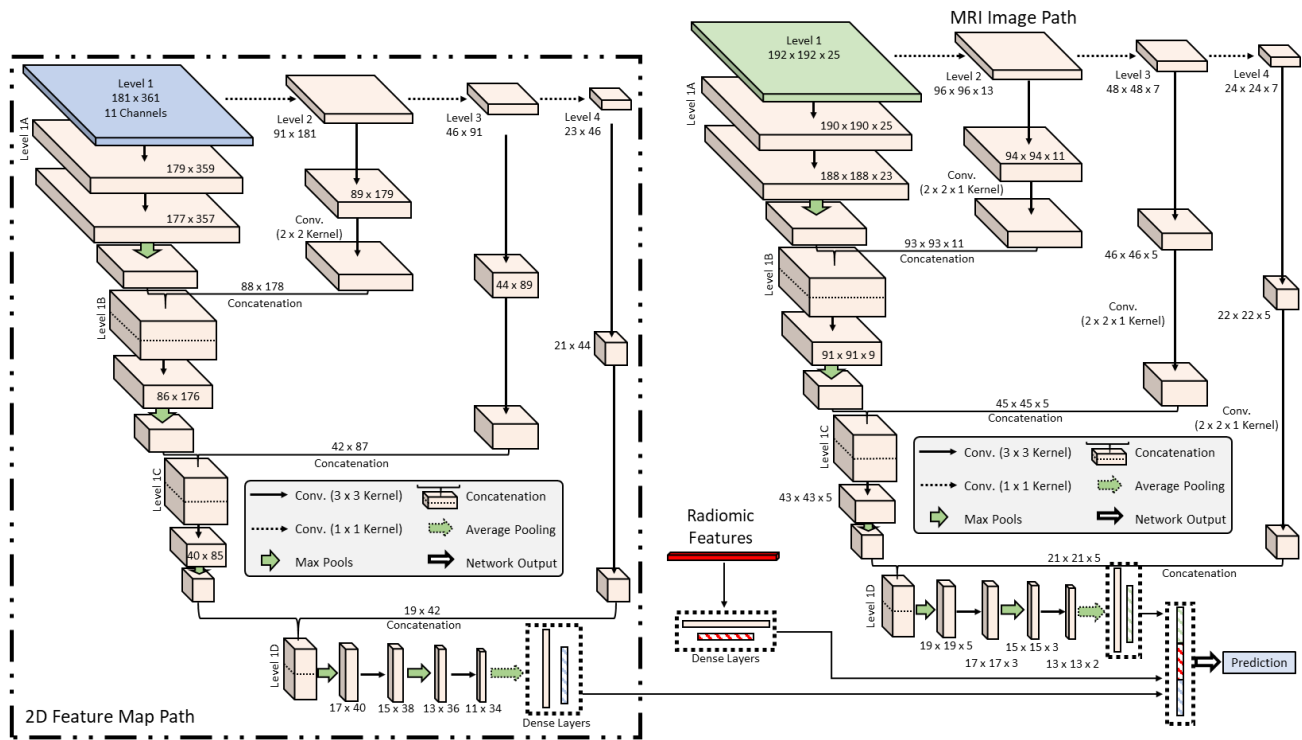 MRI Image Path
Level 1
181 x 361
11 Channels
Level 2
91 x 181
Level 3
46 x 91
Level 4
23 x 46
Level 1A
179 x 359
177 x 357
89 x 179
Conv.
(2 x 2 Kernel)
88 x 178
Concatenation
Level 1B
44 x 89
21 x 44
86 x 176
42 x 87
Concatenation
Level 1C
40 x 85
Conv. (3 x 3 Kernel)
Concatenation
Conv. (1 x 1 Kernel)
Average Pooling
Max Pools
Network Output
19 x 42
Concatenation
Level 1D
17 x 40
15 x 38
13 x 36
11 x 34
Dense Layers
2D Feature Map Path
Level 1
192 x 192 x 25
Level 2
96 x 96 x 13
Level 3
48 x 48 x 7
Level 4
24 x 24 x 7
Level 1A
190 x 190 x 25
188 x 188 x 23
94 x 94 x 11
Conv.
(2 x 2 x 1 Kernel)
93 x 93 x 11
Concatenation
Level 1B
46 x 46 x 5
22 x 22 x 5
Conv.
(2 x 2 x 1 Kernel)
91 x 91 x 9
45 x 45 x 5
Concatenation
Conv.
(2 x 2 x 1 Kernel)
Level 1C
43 x 43 x 5
Conv. (3 x 3 Kernel)
Concatenation
Conv. (1 x 1 Kernel)
Average Pooling
Max Pools
Network Output
21 x 21 x 5
Concatenation
Level 1D
19 x 19 x 5
17 x 17 x 3
15 x 15 x 3
13 x 13 x 2
Radiomic
Features
Dense Layers
Prediction